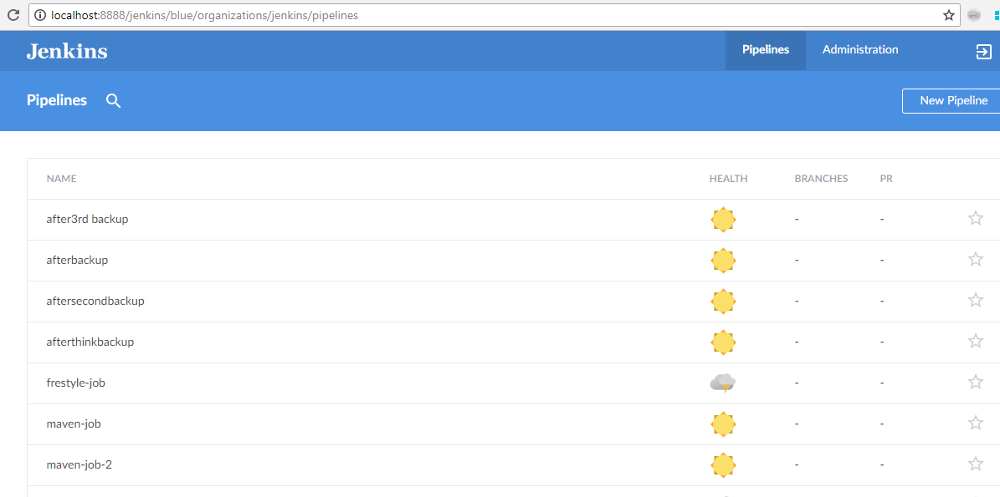 localhost:8888/jenkins/blue/organizations/jenkins/pipelines
Jenkins Pipelines Administration
Pipelines New Pipeline
NAME HEALTH BRANCHES PR
after3rd backup - -
afterbackup - -
aftersecondbackup - -
afterthinkbackup - -
frestyle-job - -
maven-job - -
maven-job-2 - -